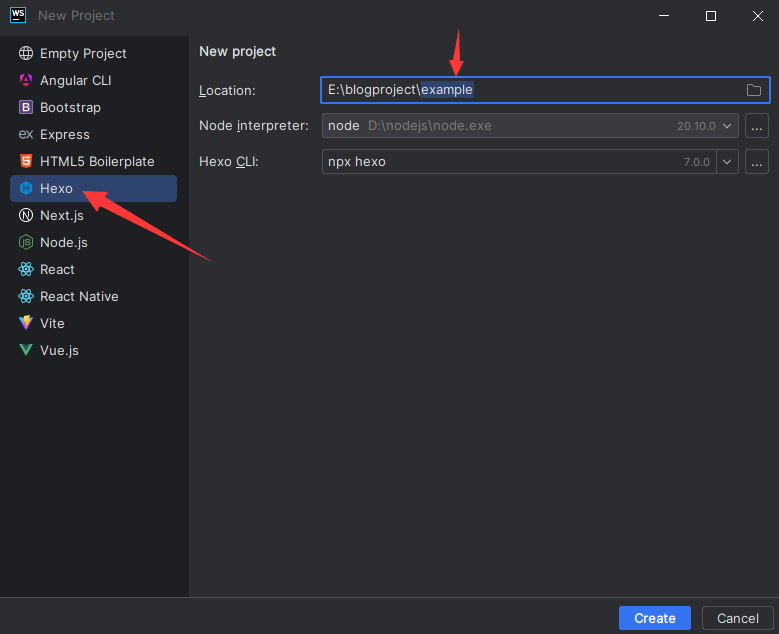 WS New Project
Empty Project
Angular CLI
B Bootstrap
ex Express
5 HTML5 Boilerplate
H Hexo
N Next.js
JS Node.js
React
React Native
Vite
Vue.js
New project
Location: E:\blogproject\example
Node interpreter: node D:\nodejs\node.exe 20.10.0 ...
Hexo CLI: npx hexo 7.0.0 ...
Create Cancel